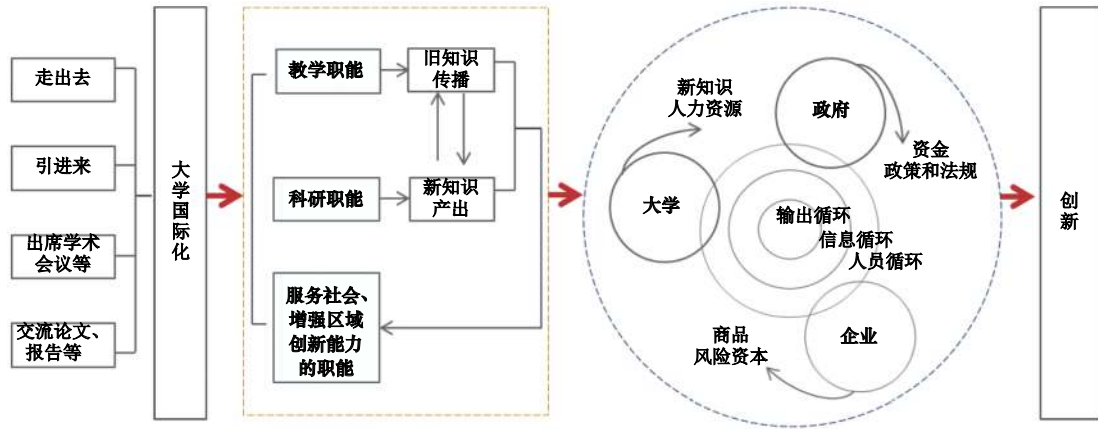 走出去
引进来
出席学术
会议等
交流论文、
报告等
大学国际化
教学职能
旧知识
传播
科研职能
新知识
产出
服务社会、
增强区域
创新能力
的职能
新知识
人力资源
政府
资金
政策和法规
大学
输出循环
信息循环
人员循环
商品
风险资本
企业
创新